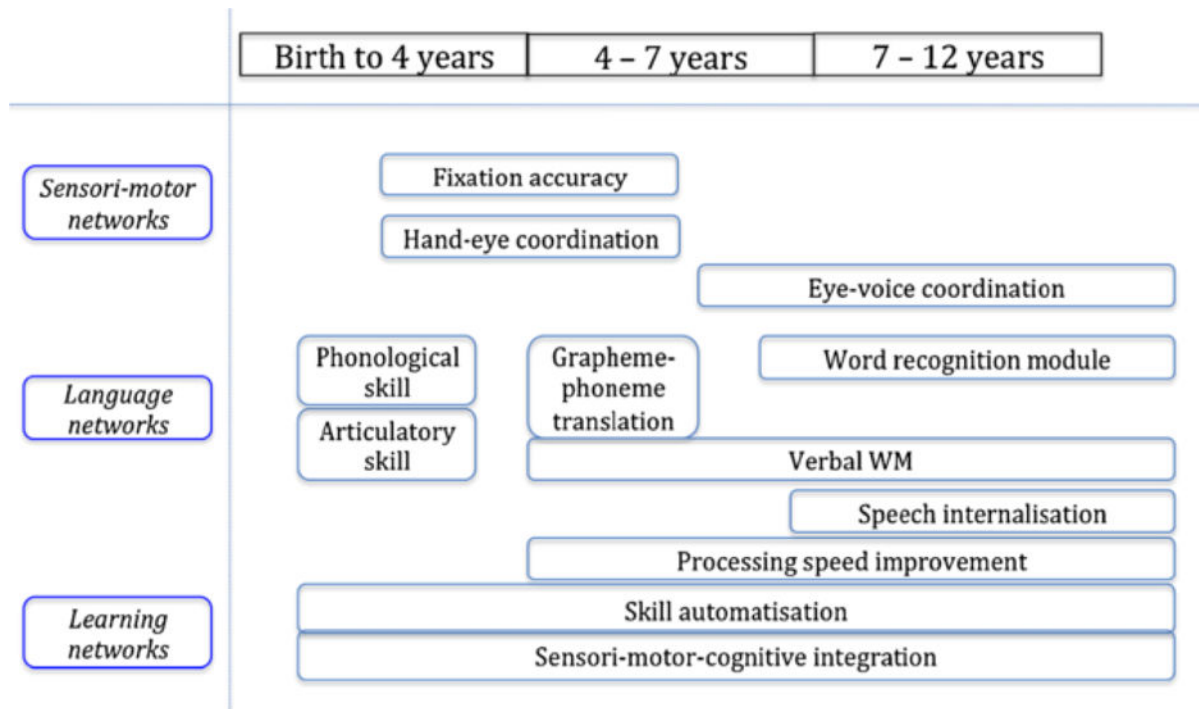 Birth to 4 years
4 – 7 years
7 – 12 years
Sensori-motor
networks
Fixation accuracy
Hand-eye coordination
Eye-voice coordination
Language
networks
Phonological
skill
Articulatory
skill
Grapheme-
phoneme
translation
Word recognition module
Verbal WM
Speech internalisation
Processing speed improvement
Learning
networks
Skill automatisation
Sensori-motor-cognitive integration